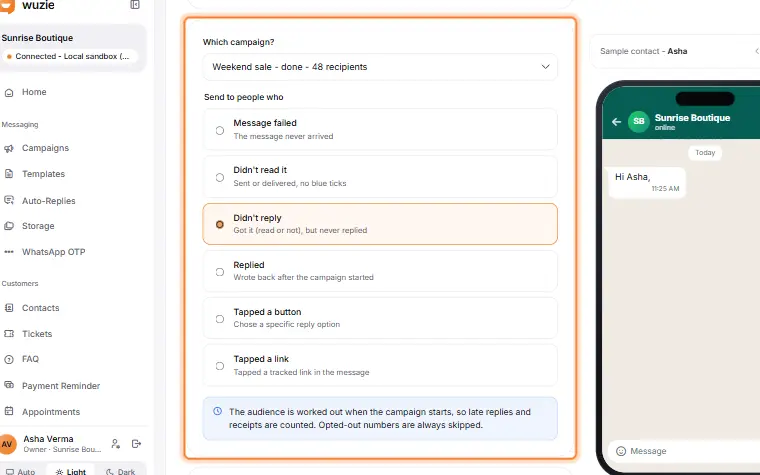 wuzie
Sunrise Boutique
Connected - Local sandbox (...
Home
Messaging
Campaigns
Templates
Auto-Replies
Storage
WhatsApp OTP
Customers
Contacts
Tickets
FAQ
Payment Reminder
Appointments
AV
Asha Verma
Owner · Sunrise Bou...
Auto
Light
Dark
Which campaign?
Weekend sale - done - 48 recipients
Send to people who
Message failed
The message never arrived
Didn't read it
Sent or delivered, no blue ticks
Didn't reply
Got it (read or not), but never replied
Replied
Wrote back after the campaign started
Tapped a button
Chose a specific reply option
Tapped a link
Tapped a tracked link in the message
The audience is worked out when the campaign starts, so late replies and
receipts are counted. Opted-out numbers are always skipped.
Sample contact - Asha
SB
Sunrise Boutique
online
Today
Hi Asha,
11:25 AM
Message